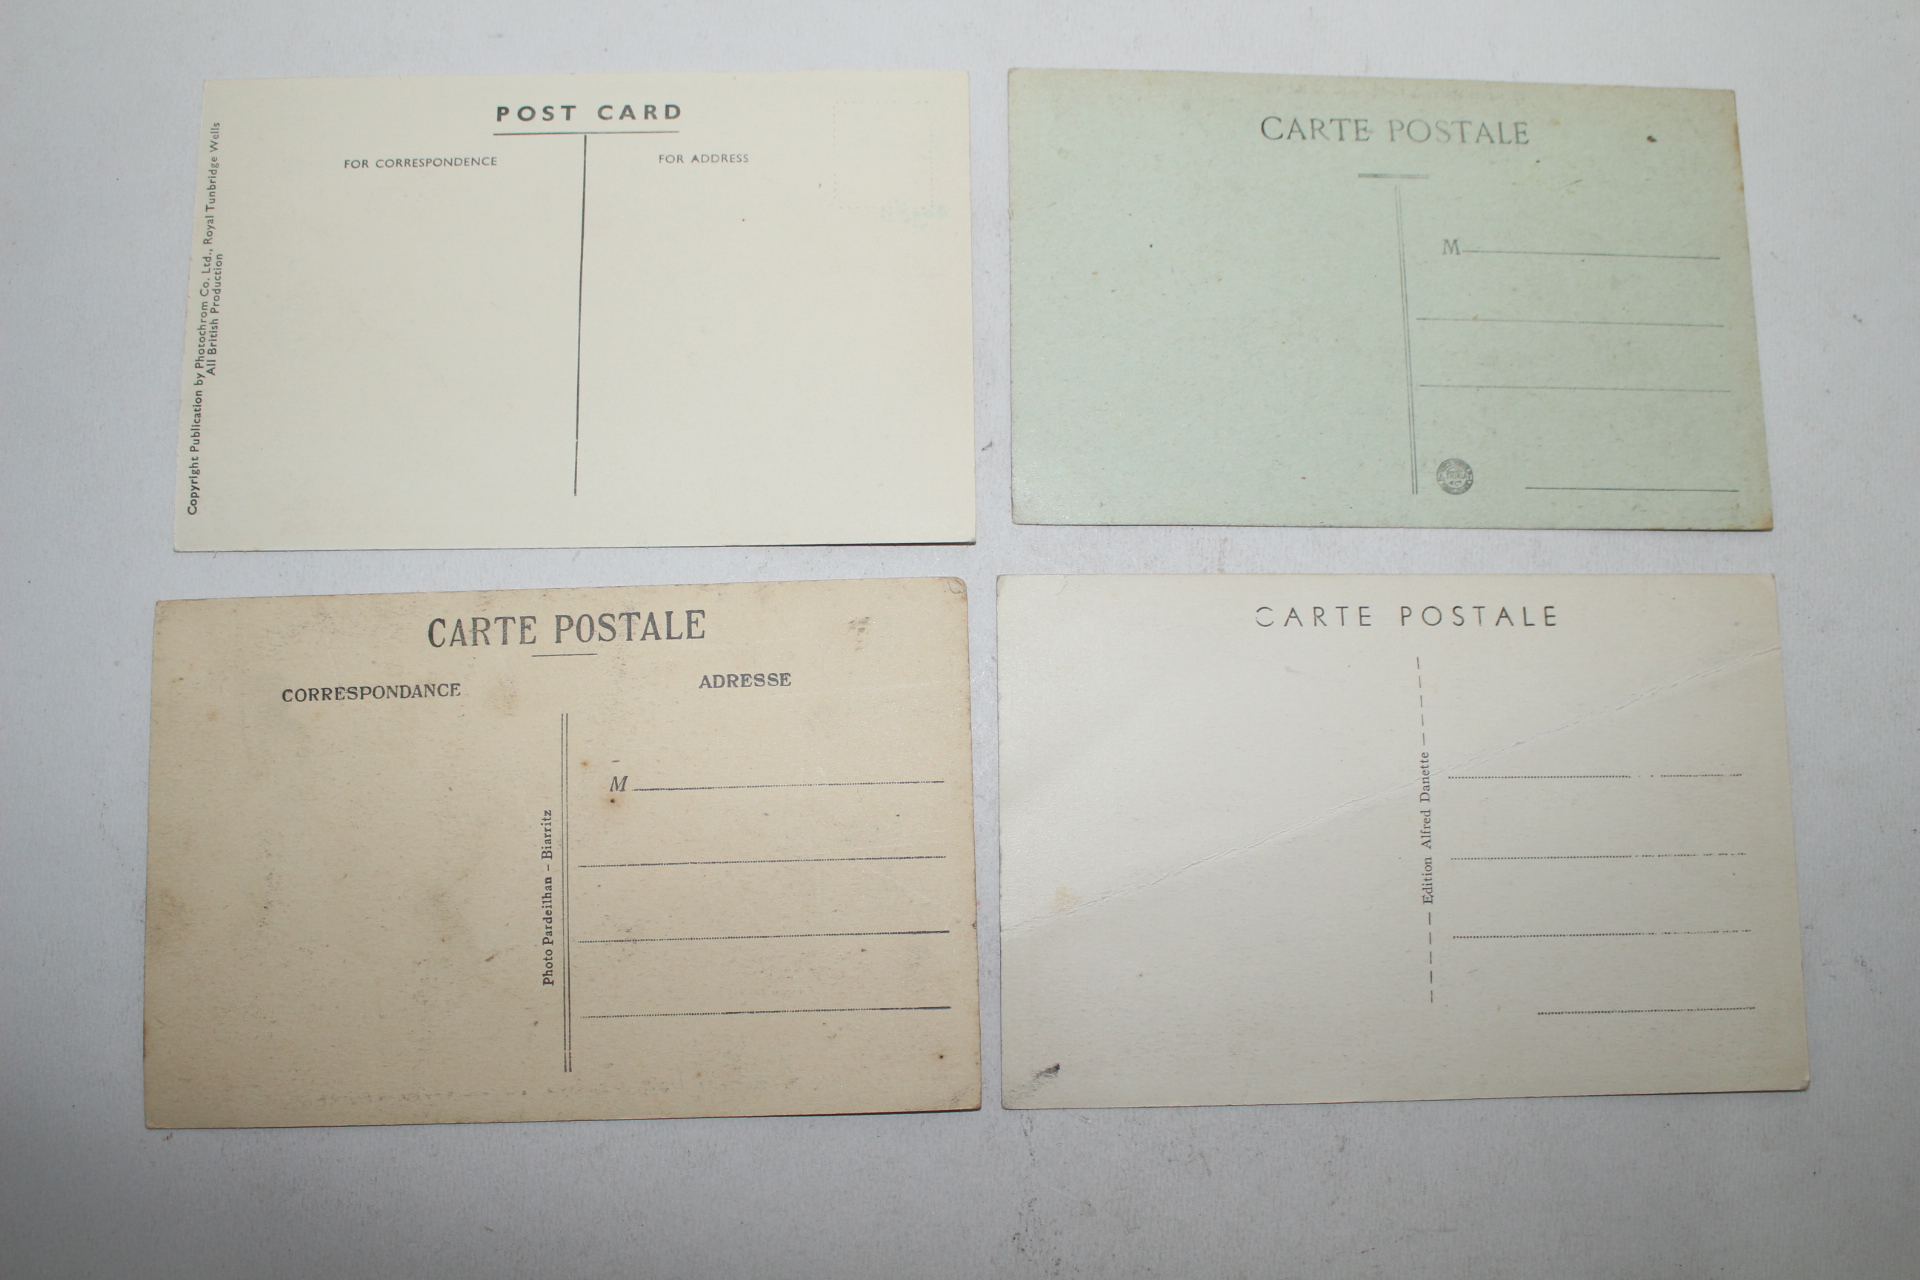 POST CARD
FOR CORRESPONDENCE
FOR ADDRESS
Copyright Publication by Photochrom Co. Ltd., Royal Tunbridge Wells
All British Production
CARTE POSTALE
M
CARTE POSTALE
CORRESPONDANCE
ADRESSE
M
Photo Pardeilhan - Biarritz
CARTE POSTALE
Edition Alfred Danette